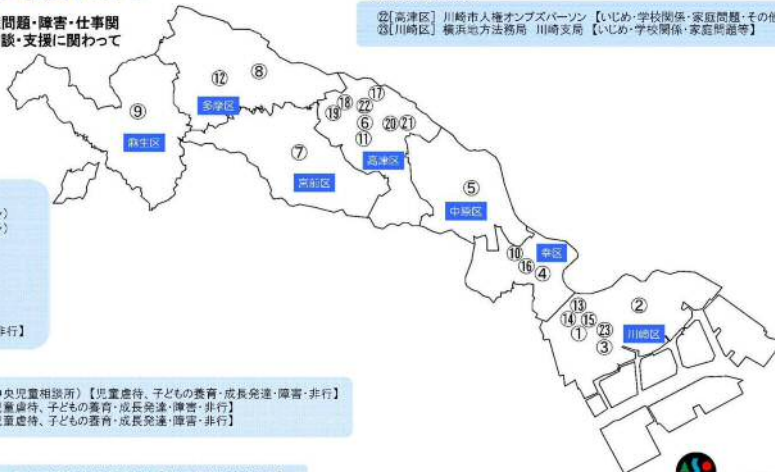 問題・障害・仕事関
談・支援に関わって
㉒[高津区] 川崎市人権オンブズパーソン 【いじめ・学校関係・家庭問題・その他
㉓[川崎区] 横浜地方法務局 川崎支局 【いじめ・学校関係・家庭問題等】
⑧
⑫
多摩区
⑨
麻生区
⑰
⑱
㉒
⑲
⑥
⑳
㉑
⑪
高津区
⑦
宮前区
⑤
中原区
⑩
幸区
⑯
④
⑬
②
⑭
⑮
㉓
①
川崎区
③
非行】
央児童相談所) 【児童虐待、子どもの養育・成長発達・障害・非行】
児童虐待、子どもの養育・成長発達・障害・非行】
児童虐待、子どもの養育・成長発達・障害・非行】